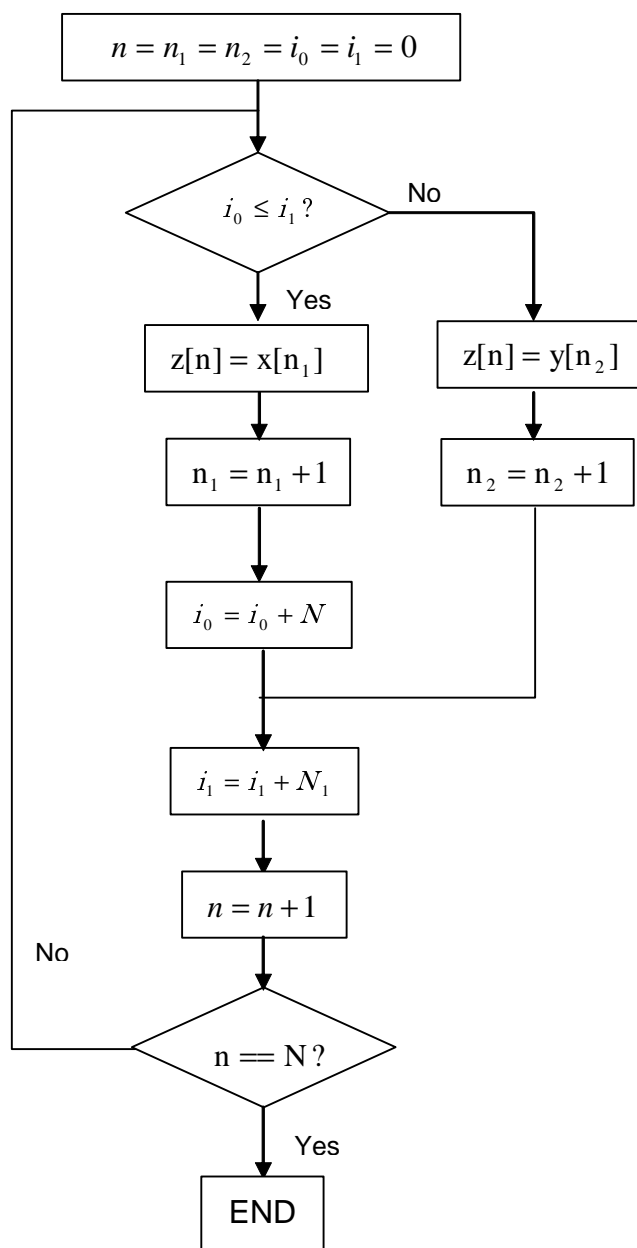 n = n₁ = n₂ = i₀ = i₁ = 0
i₀ ≤ i₁ ?
No
Yes
z[n] = x[n₁]
z[n] = y[n₂]
n₁ = n₁ + 1
n₂ = n₂ + 1
i₀ = i₀ + N
i₁ = i₁ + N₁
n = n + 1
No
n == N ?
Yes
END